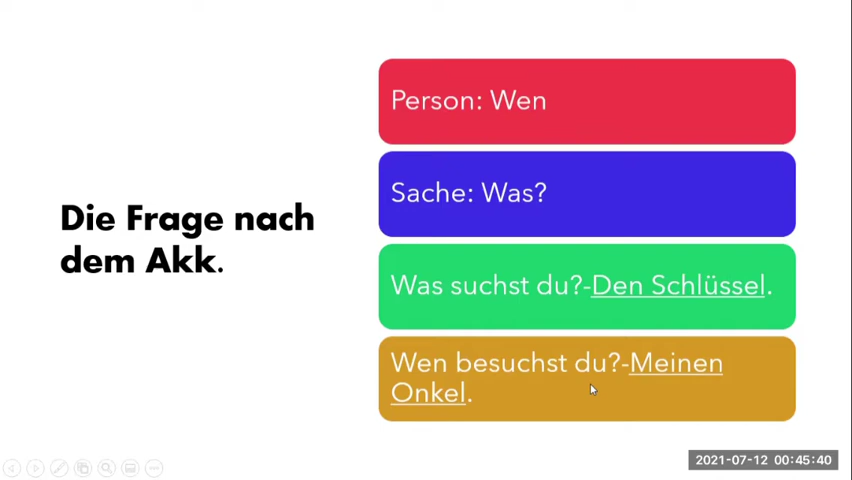 Die Frage nach
dem Akk.
Person: Wen
Sache: Was?
Was suchst du?-Den Schlüssel.
Wen besuchst du?-Meinen
Onkel.
2021-07-12 00:45:40